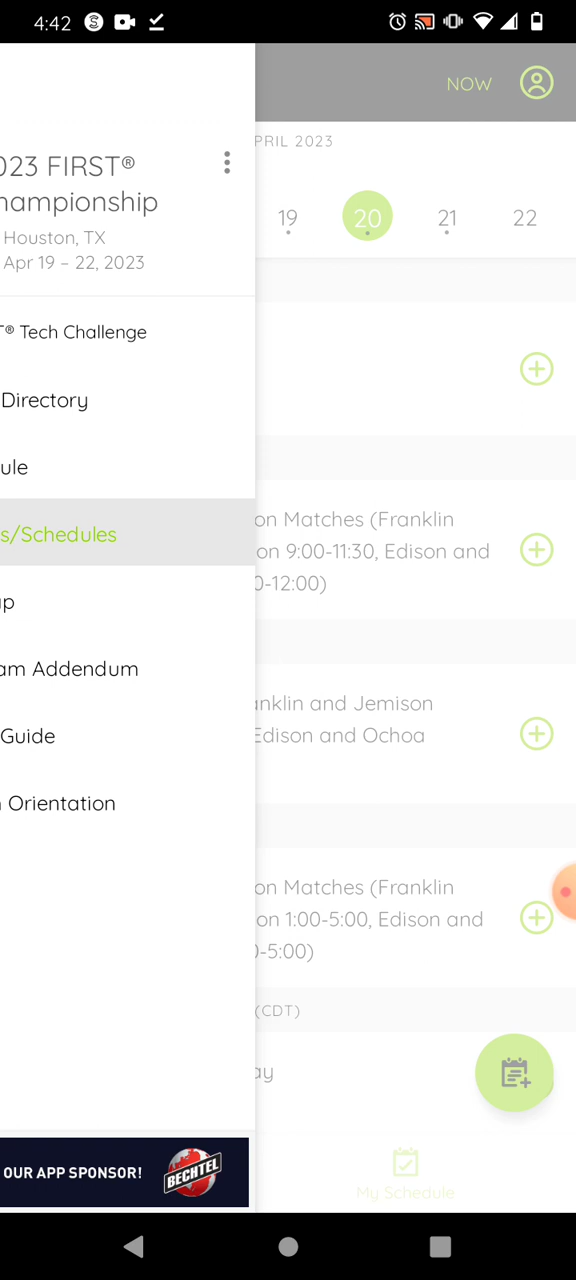 4:42
NOW
023 FIRST®
hampionship
Houston, TX
Apr 19 – 22, 2023
PRIL 2023
19
20
21
22
T® Tech Challenge
Directory
ule
s/Schedules
ap
am Addendum
Guide
Orientation
on Matches (Franklin
on 9:00-11:30, Edison and
0-12:00)
anklin and Jemison
Edison and Ochoa
on Matches (Franklin
on 1:00-5:00, Edison and
0-5:00)
(CDT)
ay
OUR APP SPONSOR!
BECHTEL
My Schedule